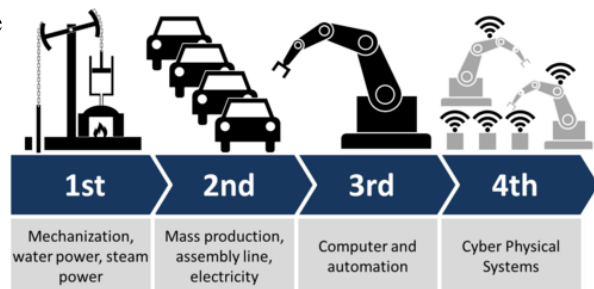 e
1st
2nd
3rd
4th
Mechanization,
water power, steam
power
Mass production,
assembly line,
electricity
Computer and
automation
Cyber Physical
Systems